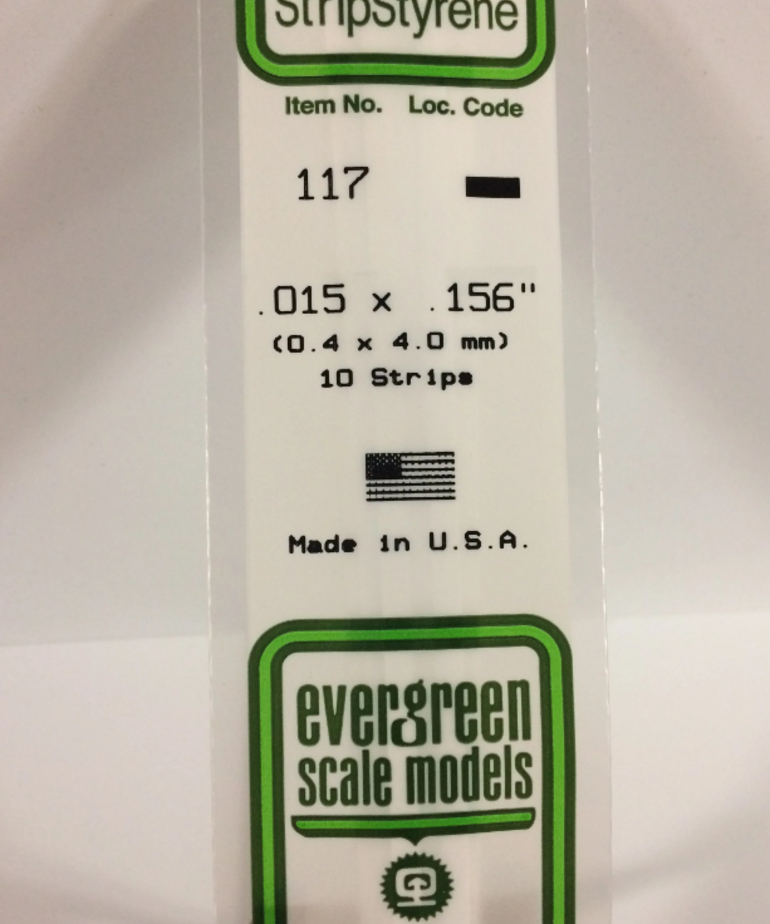 StripStyrene
Item No. Loc. Code
117
.015 x .156"
(0.4 x 4.0 mm)
10 Strips
Made in U.S.A.
evergreen
scale models